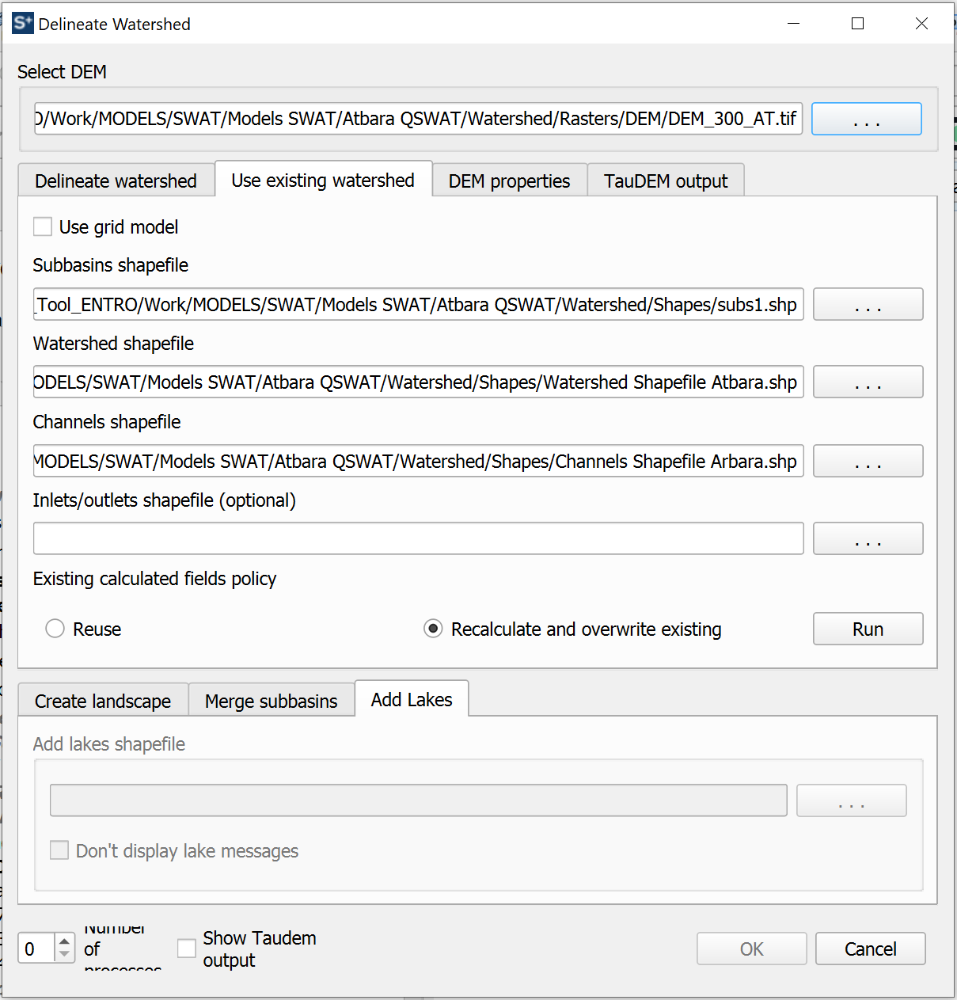 S+ Delineate Watershed
Select DEM
/Work/MODELS/SWAT/Models SWAT/Atbara QSWAT/Watershed/Rasters/DEM/DEM_300_AT.tif ...
Delineate watershed Use existing watershed DEM properties TauDEM output
Use grid model
Subbasins shapefile
_Tool_ENTRO/Work/MODELS/SWAT/Models SWAT/Atbara QSWAT/Watershed/Shapes/subs1.shp ...
Watershed shapefile
ODELS/SWAT/Models SWAT/Atbara QSWAT/Watershed/Shapes/Watershed Shapefile Atbara.shp ...
Channels shapefile
MODELS/SWAT/Models SWAT/Atbara QSWAT/Watershed/Shapes/Channels Shapefile Arbara.shp ...
Inlets/outlets shapefile (optional)
...
Existing calculated fields policy
Reuse Recalculate and overwrite existing Run
Create landscape Merge subbasins Add Lakes
Add lakes shapefile
...
Don't display lake messages
0 Number of processes Show Taudem output OK Cancel